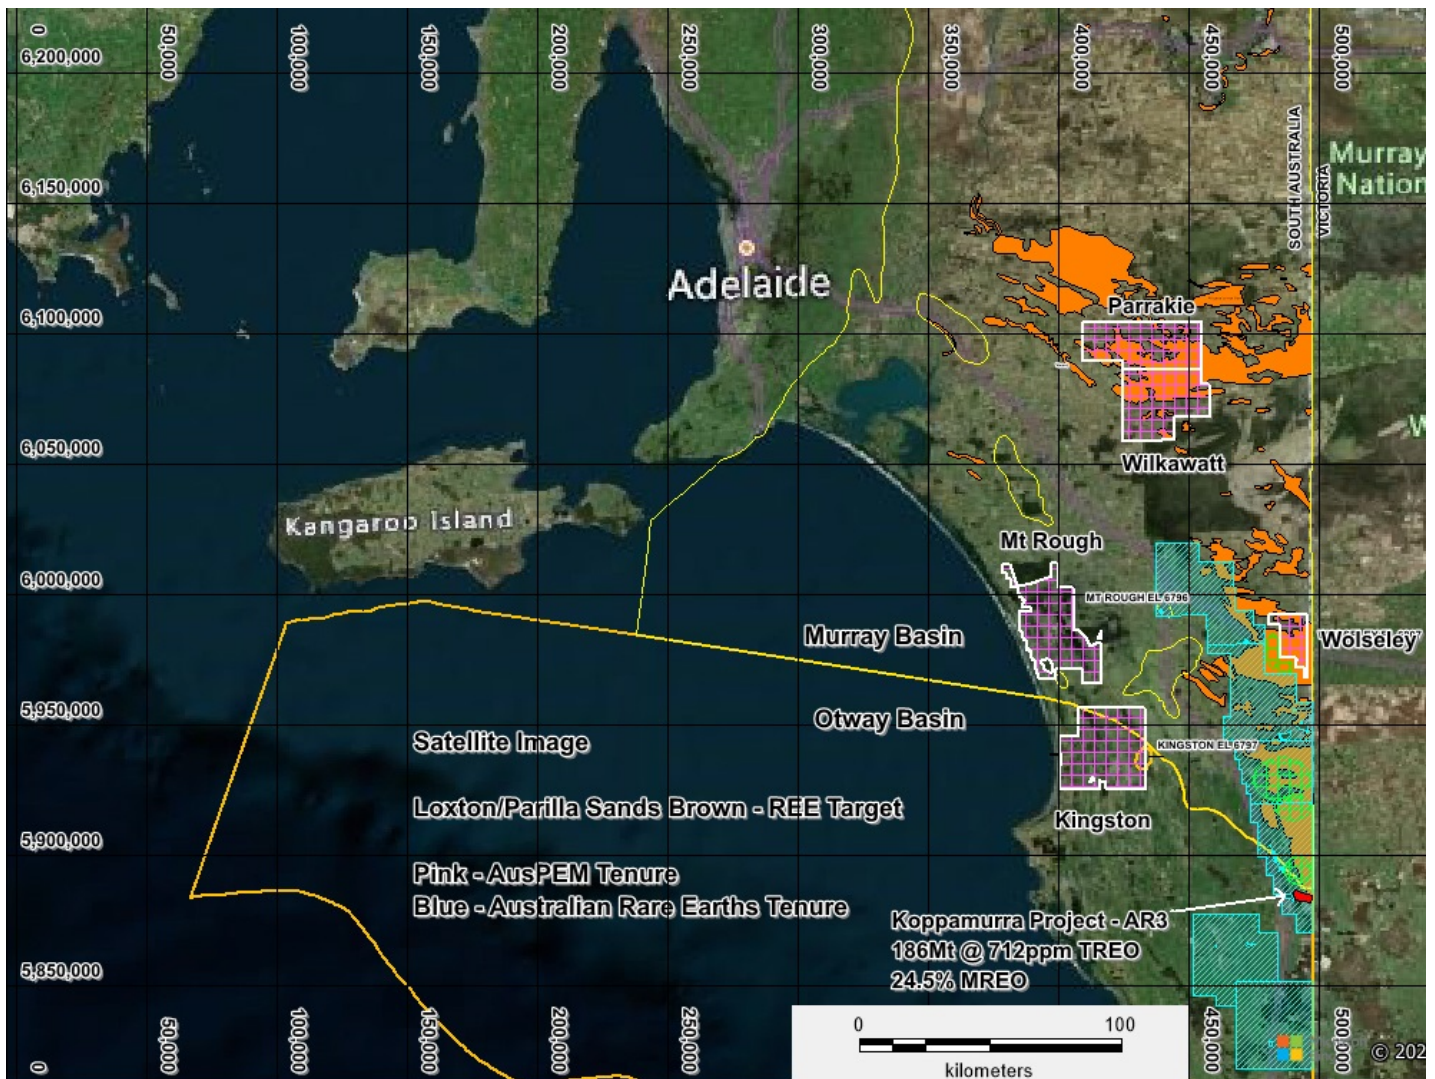 0
50,000
100,000
150,000
200,000
250,000
300,000
350,000
400,000
450,000
500,000
6,200,000
6,150,000
6,100,000
6,050,000
6,000,000
5,950,000
5,900,000
5,850,000
SOUTH AUSTRALIA
VICTORIA
Murray
Nation
Adelaide
Parrakie
W
Wilkawatt
Kangaroo Island
Mt Rough
MT ROUGH EL 6796
Murray Basin
Wolseley
Otway Basin
Satellite Image
KINGSTON EL 6797
Loxton/Parilla Sands Brown - REE Target
Kingston
Pink - AusPEM Tenure
Blue - Australian Rare Earths Tenure
Koppamurra Project - AR3
186Mt @ 712ppm TREO
24.5% MREO
0 100
kilometers
0
50,000
100,000
150,000
200,000
250,000
450,000
500,000
© 202